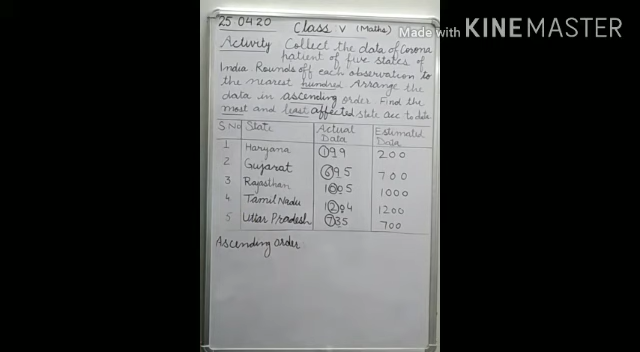 25.04.20
Class: V (Maths)
Made with KINEMASTER
Activity Collect the data of Corona
patient of five states of
India Rounds off each observation to
the nearest hundred Arrange the
data in ascending order. Find the
most and least affected state acc to data
S No State Actual Data Estimated Data
1 Haryana 199 200
2 Gujarat 695 700
3 Rajasthan 1005 1000
4 Tamil Nadu 1204 1200
5 Uttar Pradesh 735 700
Ascending order: